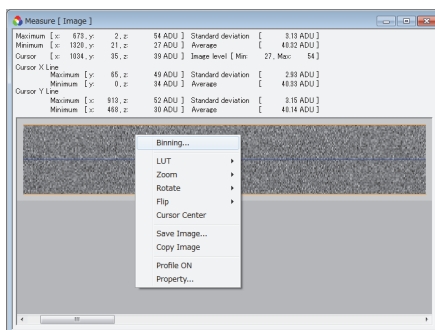 Measure [ Image ]
Maximum [ x: 673, y: 2, z: 54 ADU ] Standard deviation [ 3.13 ADU ]
Minimum [ x: 1320, y: 21, z: 27 ADU ] Average [ 40.32 ADU ]
Cursor [ x: 1034, y: 35, z: 39 ADU ] Image level [ Min: 27, Max: 54 ]
Cursor X Line
Maximum [ y: 65, z: 49 ADU ] Standard deviation [ 2.93 ADU ]
Minimum [ y: 0, z: 34 ADU ] Average [ 40.33 ADU ]
Cursor Y Line
Maximum [ x: 913, z: 52 ADU ] Standard deviation [ 3.15 ADU ]
Minimum [ x: 468, z: 30 ADU ] Average [ 40.14 ADU ]
Binning...
LUT
Zoom
Rotate
Flip
Cursor Center
Save Image...
Copy Image
Profile ON
Property...